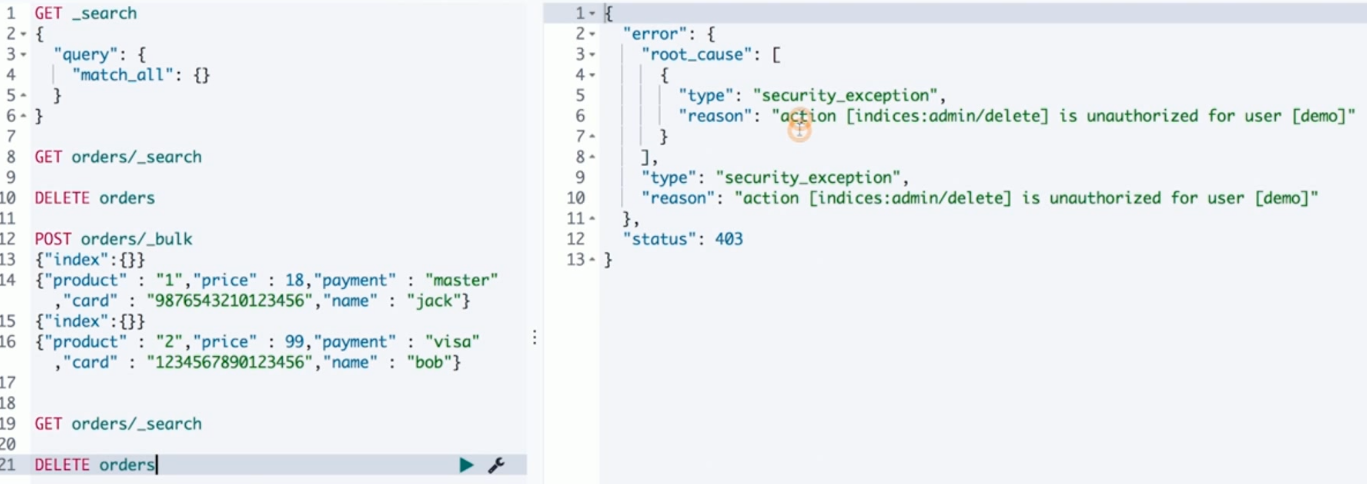 1 GET _search
2 {
3 "query": {
4 "match_all": {}
5 }
6 }
7
8 GET orders/_search
9
10 DELETE orders
11
12 POST orders/_bulk
13 {"index":{}}
14 {"product" : "1","price" : 18,"payment" : "master"
,"card" : "9876543210123456","name" : "jack"}
15 {"index":{}}
16 {"product" : "2","price" : 99,"payment" : "visa"
,"card" : "1234567890123456","name" : "bob"}
17
18
19 GET orders/_search
20
21 DELETE orders
1 {
2 "error": {
3 "root_cause": [
4 {
5 "type": "security_exception",
6 "reason": "action [indices:admin/delete] is unauthorized for user [demo]"
7 }
8 ],
9 "type": "security_exception",
10 "reason": "action [indices:admin/delete] is unauthorized for user [demo]"
11 },
12 "status": 403
13 }